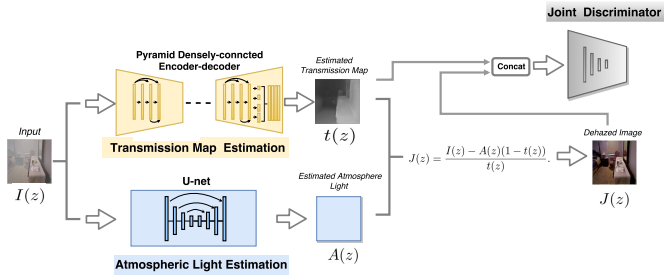 Joint Discriminator
Pyramid Densely-conncted
Encoder-decoder
Estimated
Transmission Map
Concat
Input
t(z)
Dehazed Image
Transmission Map Estimation
I(z)
J(z) = I(z) − A(z)(1 − t(z)) / t(z) .
U-net
Estimated Atmosphere
Light
J(z)
A(z)
Atmospheric Light Estimation